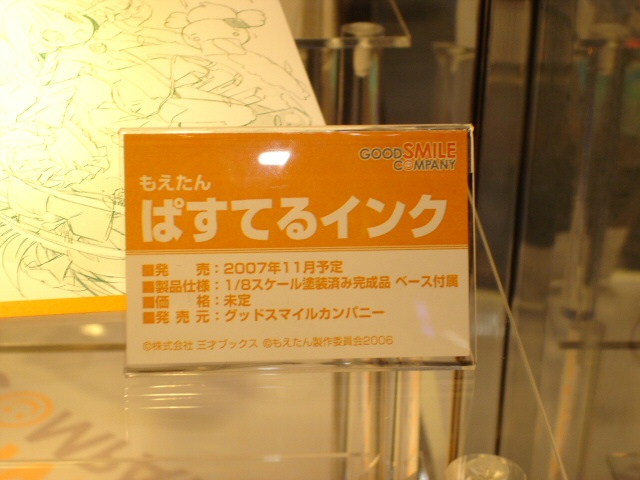 GOOD SMILE
C@MPANY
もえたん
ぱすてるインク
■発　　売：2007年11月予定
■製品仕様：1/8スケール塗装済み完成品 ベース付属
■価　　格：未定
■発 売 元：グッドスマイルカンパニー
©株式会社 三才ブックス ©もえたん製作委員会2006